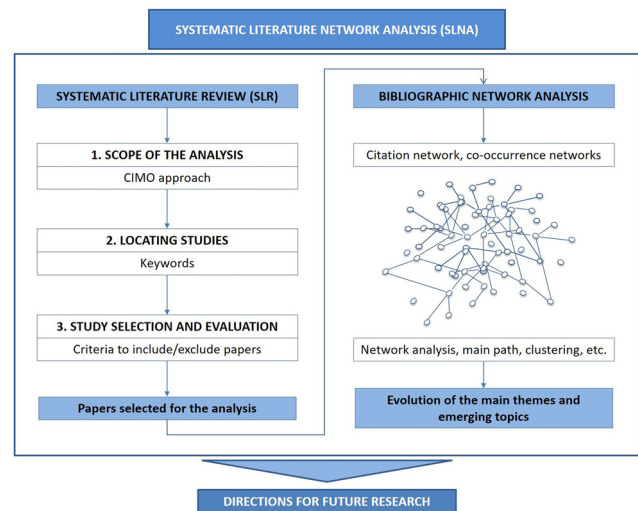 SYSTEMATIC LITERATURE NETWORK ANALYSIS (SLNA)
SYSTEMATIC LITERATURE REVIEW (SLR)
1. SCOPE OF THE ANALYSIS
CIMO approach
2. LOCATING STUDIES
Keywords
3. STUDY SELECTION AND EVALUATION
Criteria to include/exclude papers
Papers selected for the analysis
BIBLIOGRAPHIC NETWORK ANALYSIS
Citation network, co-occurrence networks
Network analysis, main path, clustering, etc.
Evolution of the main themes and
emerging topics
DIRECTIONS FOR FUTURE RESEARCH